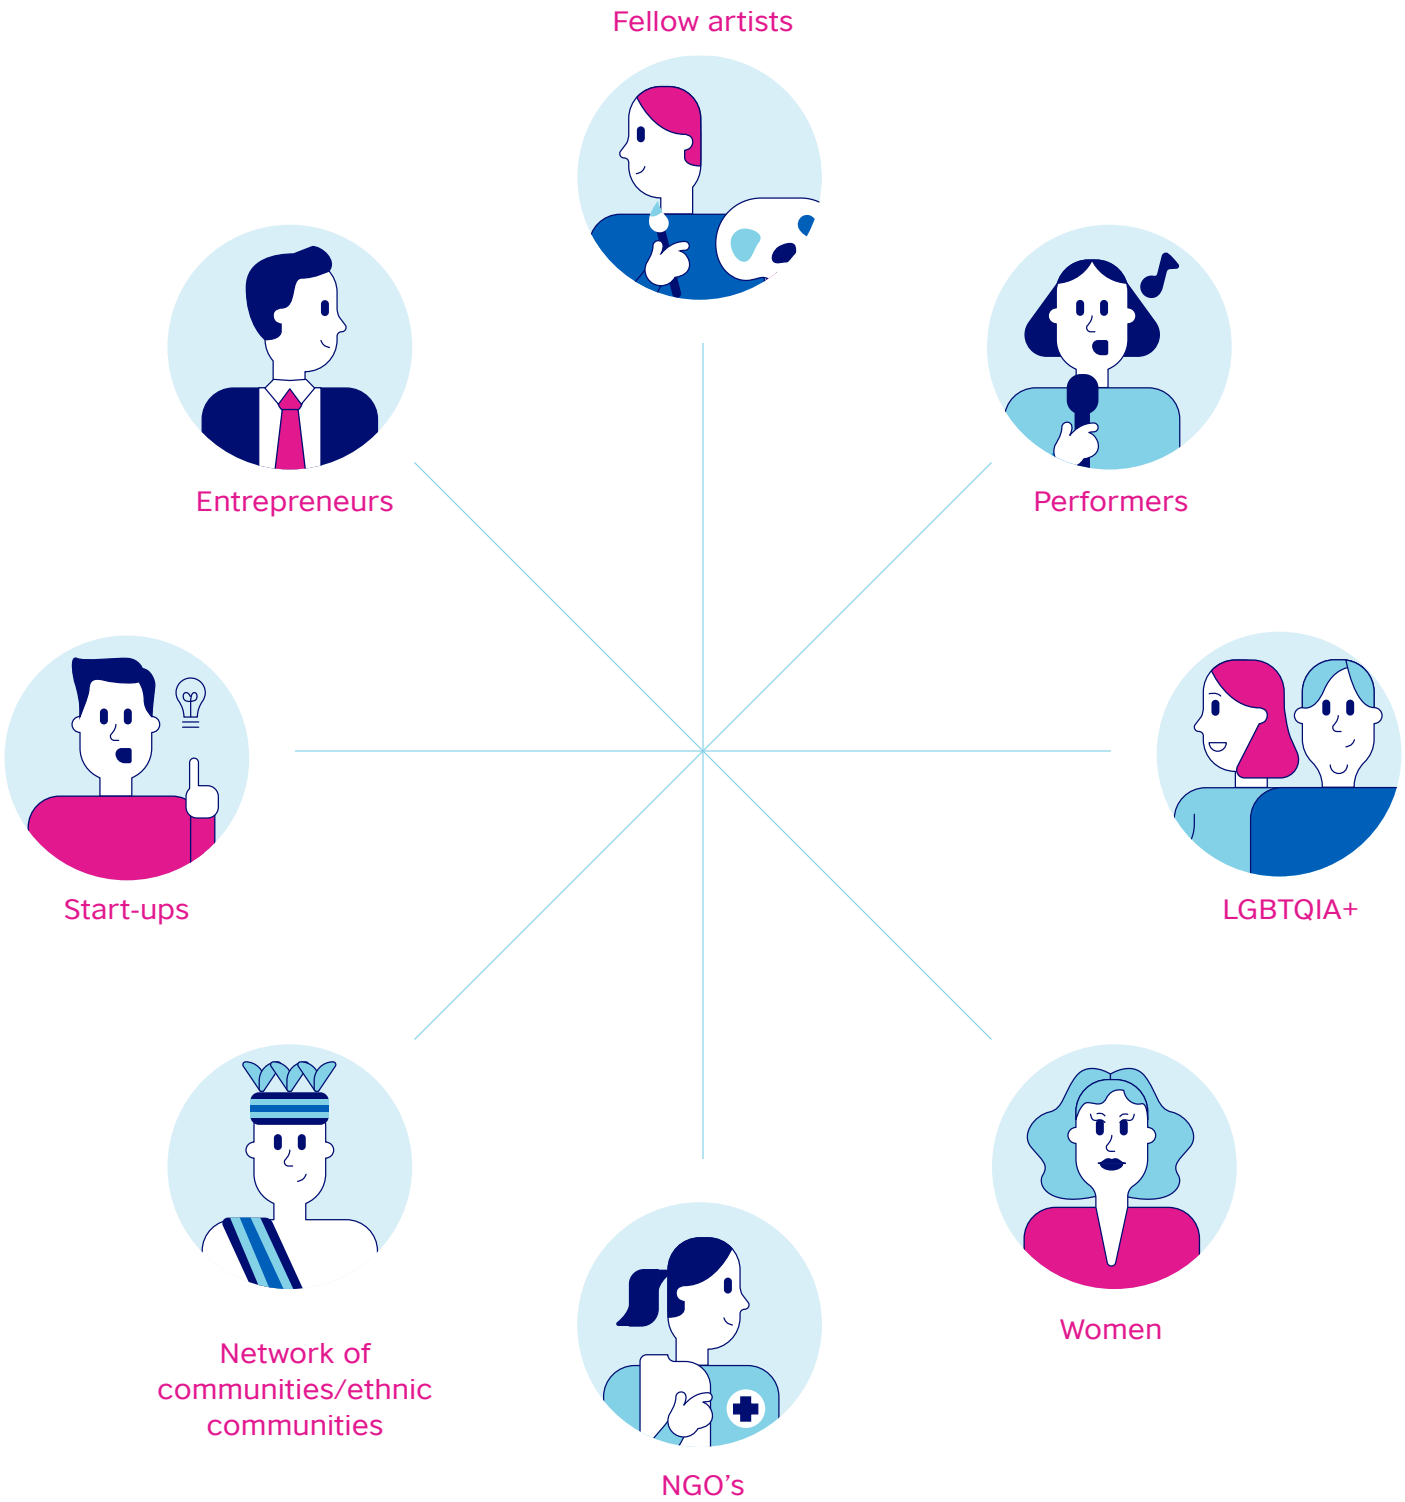 Fellow artists
Entrepreneurs
Performers
Start-ups
LGBTQIA+
Women
Network of
communities/ethnic
communities
NGO’s